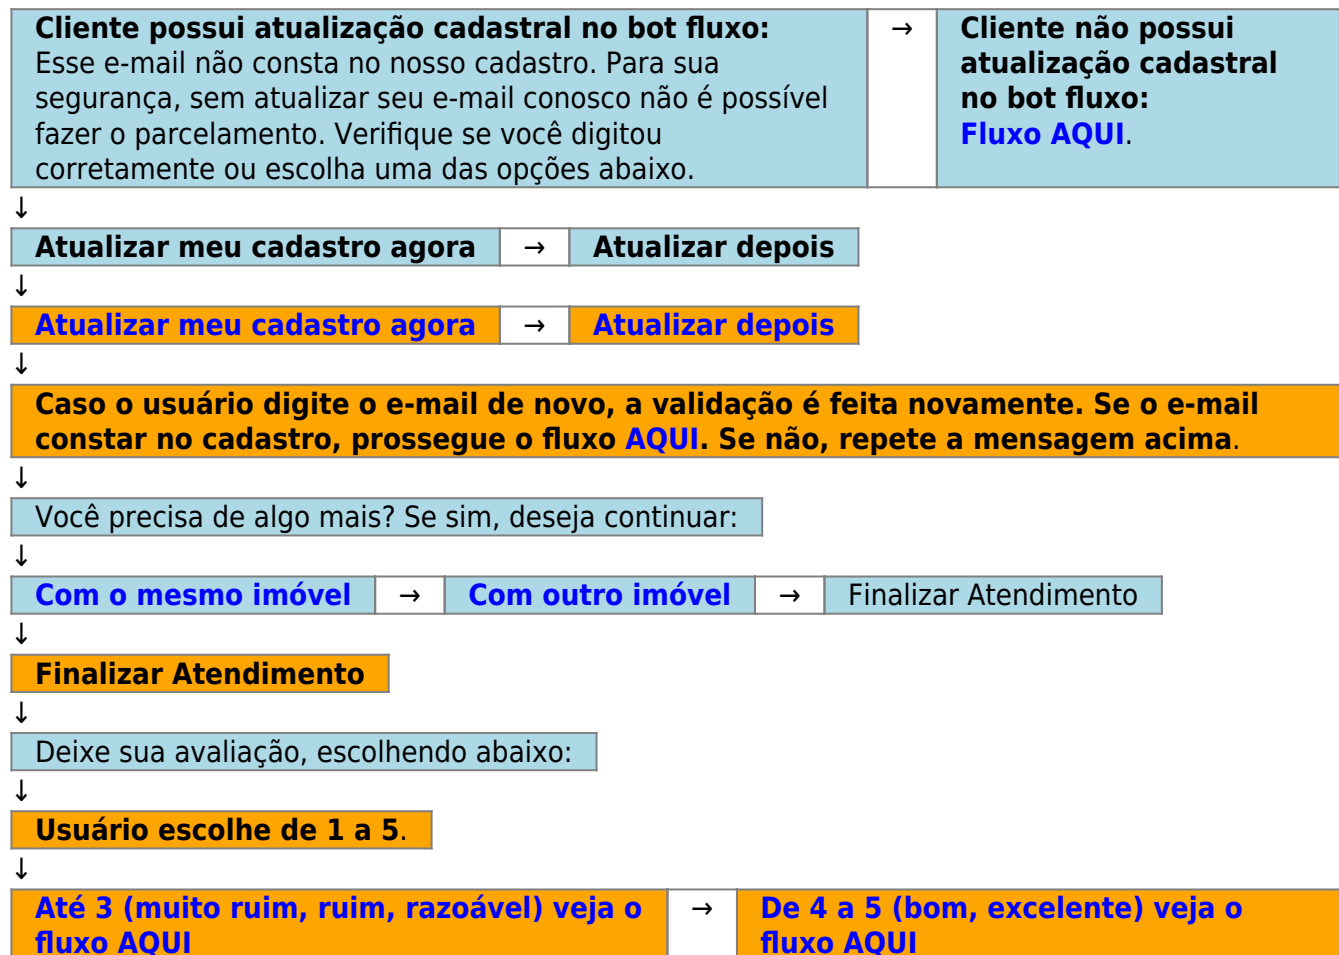 Cliente possui atualização cadastral no bot fluxo: → Cliente não possui
Esse e-mail não consta no nosso cadastro. Para sua atualização cadastral
segurança, sem atualizar seu e-mail conosco não é possível no bot fluxo:
fazer o parcelamento. Verifique se você digitou Fluxo AQUI.
corretamente ou escolha uma das opções abaixo.
↓
Atualizar meu cadastro agora → Atualizar depois
↓
Atualizar meu cadastro agora → Atualizar depois
↓
Caso o usuário digite o e-mail de novo, a validação é feita novamente. Se o e-mail
constar no cadastro, prossegue o fluxo AQUI. Se não, repete a mensagem acima.
↓
Você precisa de algo mais? Se sim, deseja continuar:
↓
Com o mesmo imóvel → Com outro imóvel → Finalizar Atendimento
↓
Finalizar Atendimento
↓
Deixe sua avaliação, escolhendo abaixo:
↓
Usuário escolhe de 1 a 5.
↓
Até 3 (muito ruim, ruim, razoável) veja o → De 4 a 5 (bom, excelente) veja o
fluxo AQUI fluxo AQUI